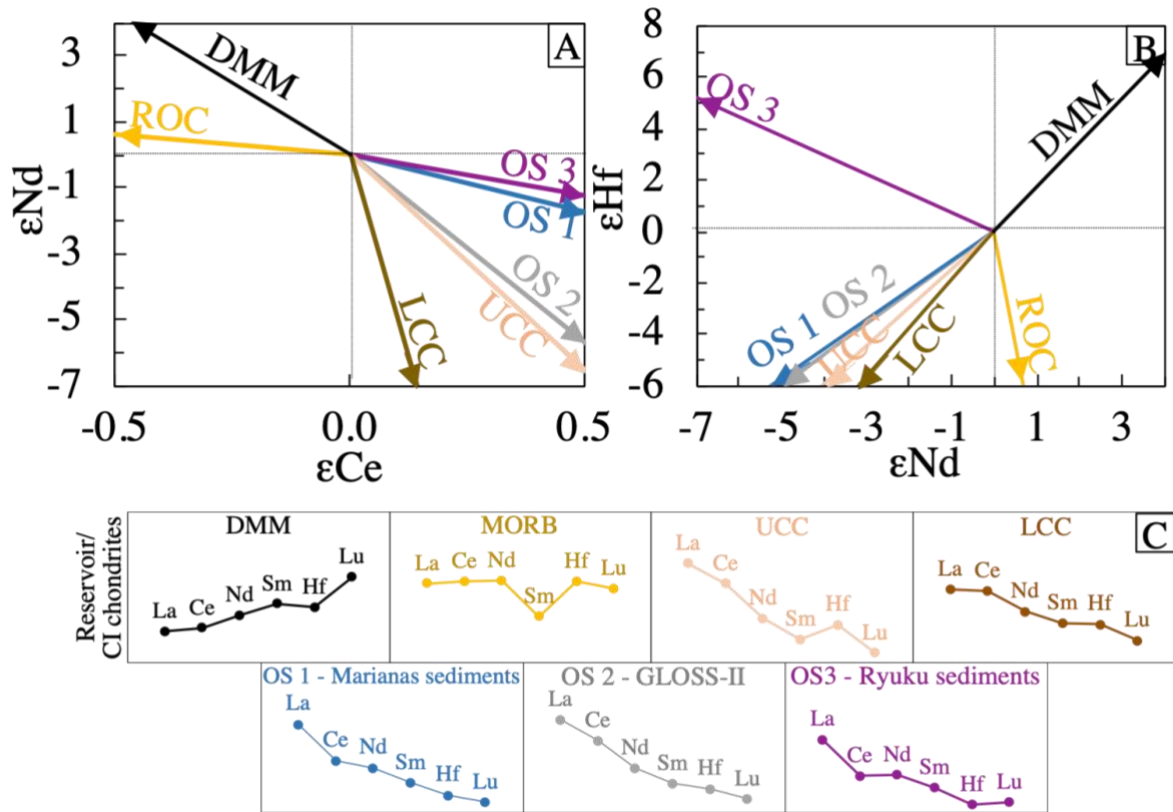 A
3
1
-1
-3
-5
-7
εNd
-0.5
0.0
0.5
εCe
DMM
ROC
OS 3
OS 1
OS 2
UCC
LCC
B
8
6
4
2
0
-2
-4
-6
εHf
-7
-5
-3
-1
1
3
εNd
OS 3
DMM
OS 1
OS 2
UCC
LCC
ROC
C
Reservoir/
CI chondrites
DMM
La
Ce
Nd
Sm
Hf
Lu
MORB
La
Ce
Nd
Sm
Hf
Lu
UCC
La
Ce
Nd
Sm
Hf
Lu
LCC
La
Ce
Nd
Sm
Hf
Lu
OS 1 - Marianas sediments
La
Ce
Nd
Sm
Hf
Lu
OS 2 - GLOSS-II
La
Ce
Nd
Sm
Hf
Lu
OS3 - Ryuku sediments
La
Ce
Nd
Sm
Hf
Lu